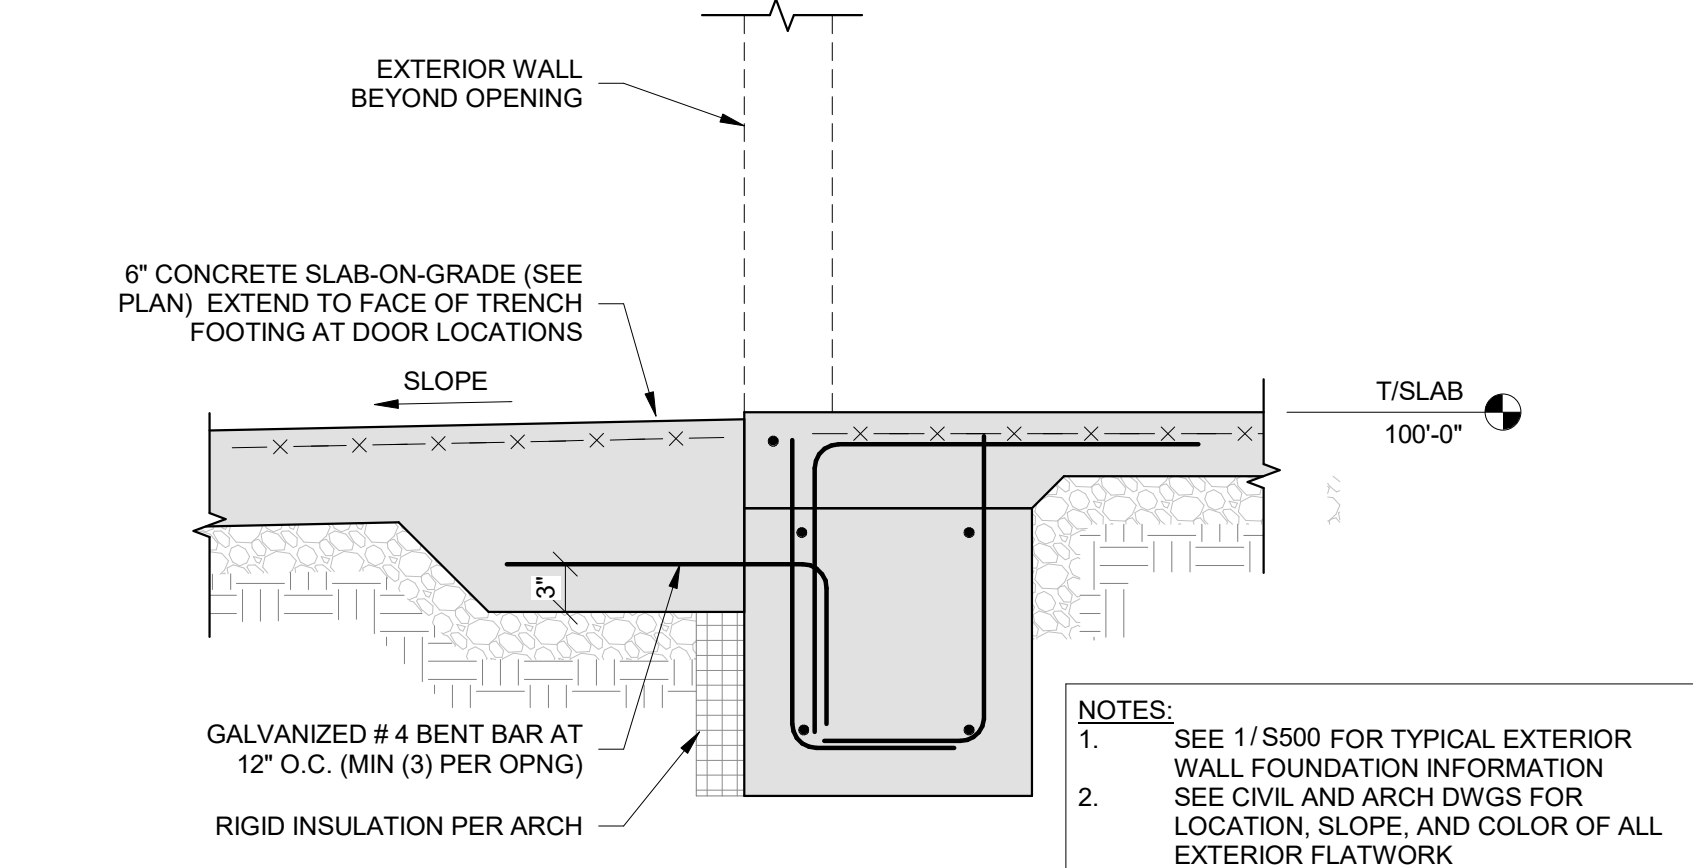 EXTERIOR WALL
BEYOND OPENING
6" CONCRETE SLAB-ON-GRADE (SEE
PLAN) EXTEND TO FACE OF TRENCH
FOOTING AT DOOR LOCATIONS
SLOPE
T/SLAB
100'-0"
3"
GALVANIZED # 4 BENT BAR AT
12" O.C. (MIN (3) PER OPNG)
RIGID INSULATION PER ARCH
NOTES:
1. SEE 1/S500 FOR TYPICAL EXTERIOR
WALL FOUNDATION INFORMATION
2. SEE CIVIL AND ARCH DWGS FOR
LOCATION, SLOPE, AND COLOR OF ALL
EXTERIOR FLATWORK